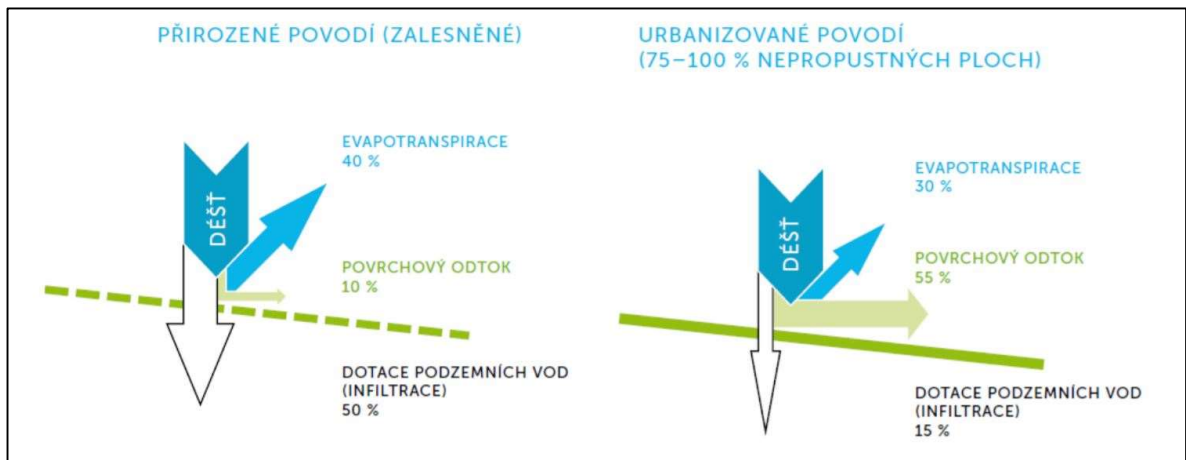 PŘIROZENÉ POVODÍ (ZALESNĚNÉ)
DÉŠŤ
EVAPOTRANSPIRACE
40 %
POVRCHOVÝ ODTOK
10 %
DOTACE PODZEMNÍCH VOD
(INFILTRACE)
50 %
URBANIZOVANÉ POVODÍ
(75–100 % NEPROPUSTNÝCH PLOCH)
DÉŠŤ
EVAPOTRANSPIRACE
30 %
POVRCHOVÝ ODTOK
55 %
DOTACE PODZEMNÍCH VOD
(INFILTRACE)
15 %